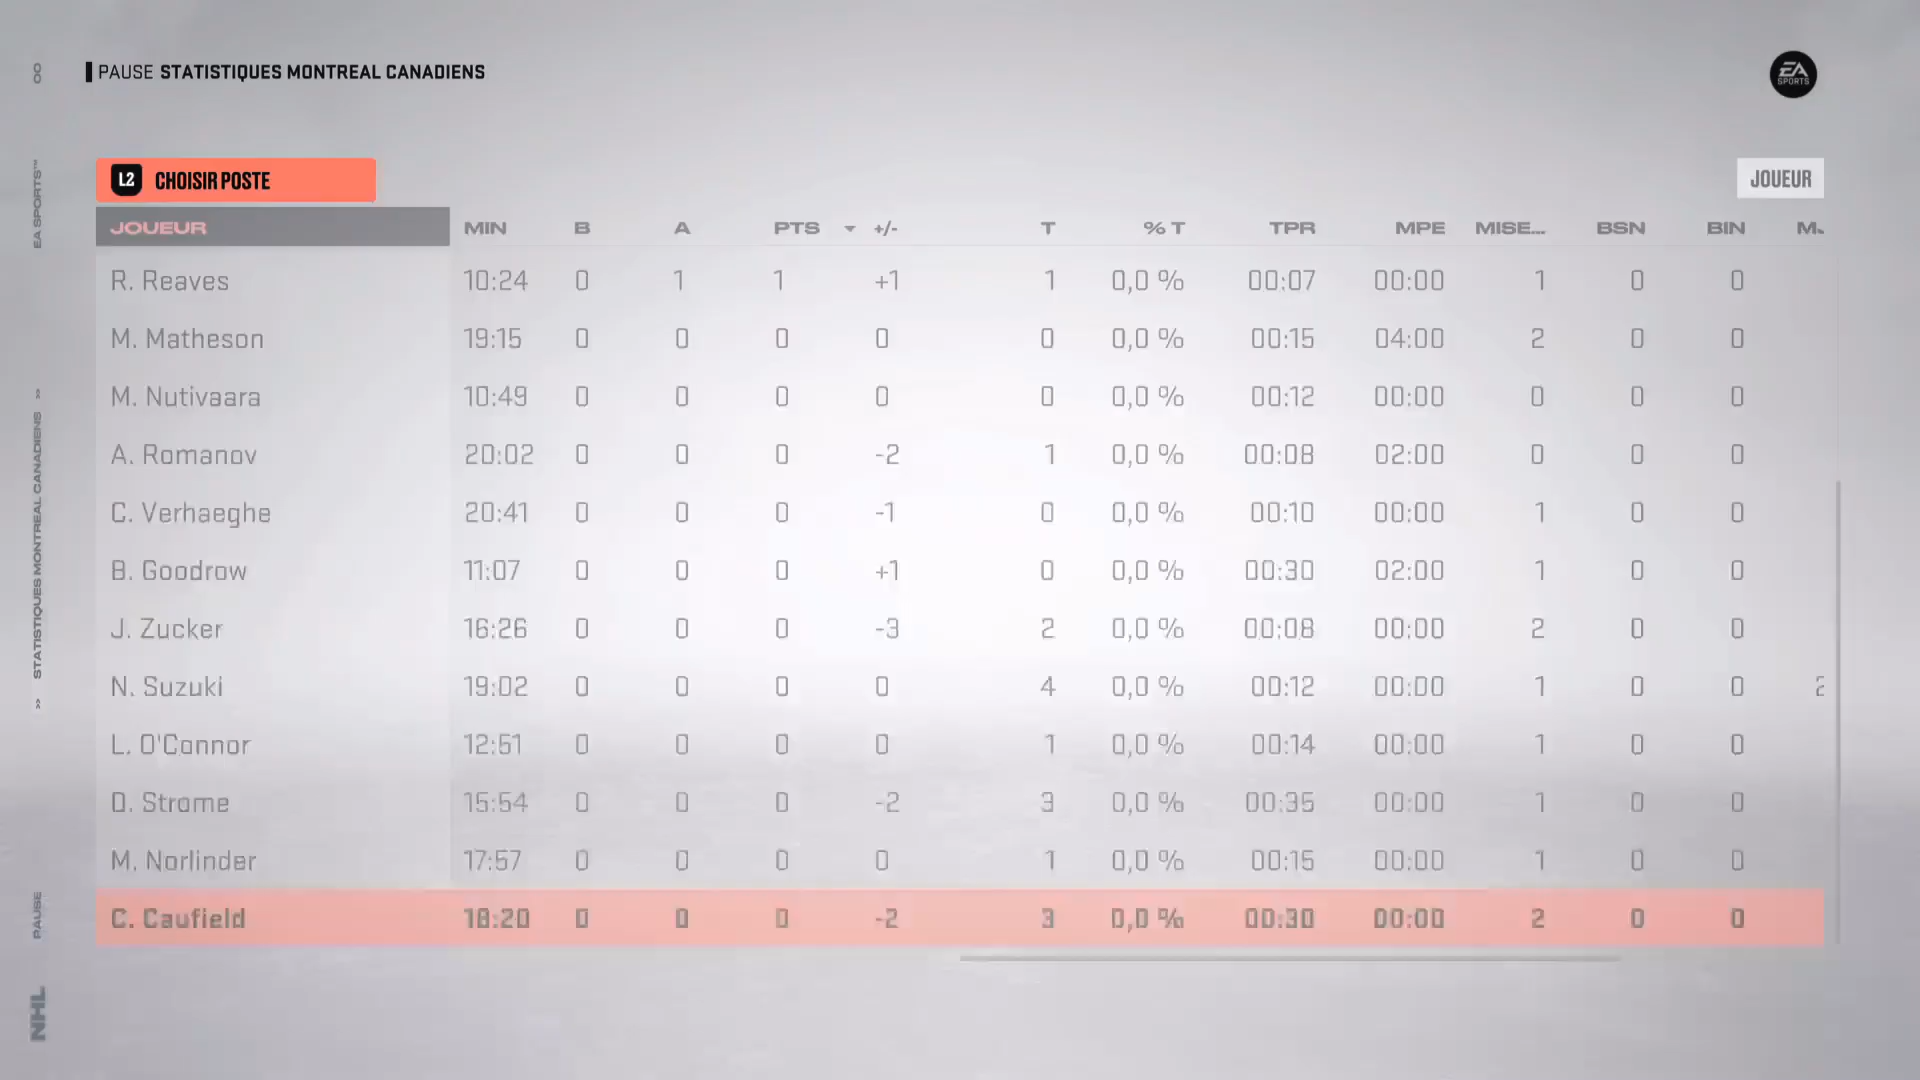 PAUSE STATISTIQUES MONTREAL CANADIENS
EA SPORTS
L2 CHOISIR POSTE
JOUEUR
JOUEUR MIN B A PTS +/- T % T TPR MPE MISE... BSN BIN
R. Reaves 10:24 0 1 1 +1 1 0,0 % 00:07 00:00 1 0 0
M. Matheson 19:15 0 0 0 0 0 0,0 % 00:15 04:00 2 0 0
M. Nutivaara 10:49 0 0 0 0 0 0,0 % 00:12 00:00 0 0 0
A. Romanov 20:02 0 0 0 -2 1 0,0 % 00:08 02:00 0 0 0
C. Verhaeghe 20:41 0 0 0 -1 0 0,0 % 00:10 00:00 1 0 0
B. Goodrow 11:07 0 0 0 +1 0 0,0 % 00:30 02:00 1 0 0
J. Zucker 16:26 0 0 0 -3 2 0,0 % 00:08 00:00 2 0 0
N. Suzuki 19:02 0 0 0 0 4 0,0 % 00:12 00:00 1 0 0
L. O'Connor 12:51 0 0 0 0 1 0,0 % 00:14 00:00 1 0 0
D. Strome 15:54 0 0 0 -2 3 0,0 % 00:35 00:00 1 0 0
M. Norlinder 17:57 0 0 0 0 1 0,0 % 00:15 00:00 1 0 0
C. Caufield 18:20 0 0 0 -2 3 0,0 % 00:30 00:00 2 0 0
NHL
PAUSE
» STATISTIQUES MONTREAL CANADIENS »
EA SPORTS™